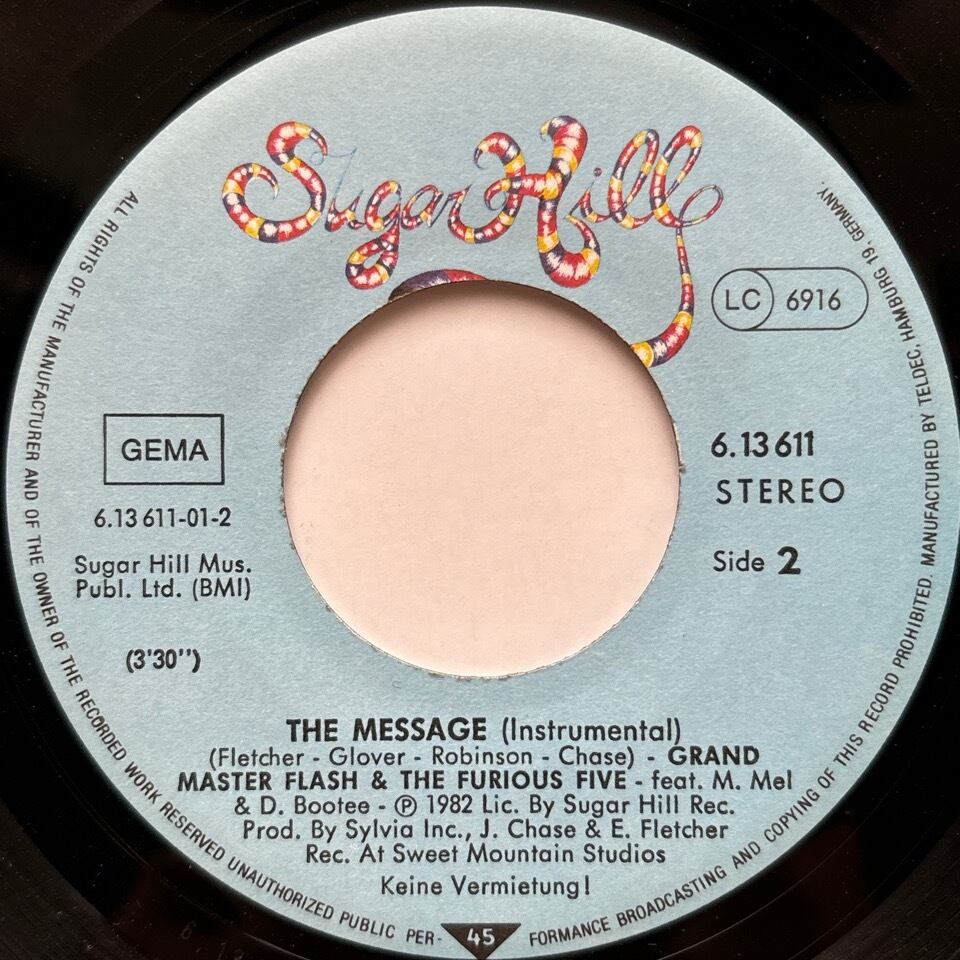 Sugar Hill
LC 6916
GEMA
6.13 611-01-2
Sugar Hill Mus.
Publ. Ltd. (BMI)
(3'30'')
6.13 611
STEREO
Side 2
THE MESSAGE (Instrumental)
(Fletcher - Glover - Robinson - Chase) - GRAND
MASTER FLASH & THE FURIOUS FIVE - feat. M. Mel
& D. Bootee - ℗ 1982 Lic. By Sugar Hill Rec.
Prod. By Sylvia Inc., J. Chase & E. Fletcher
Rec. At Sweet Mountain Studios
Keine Vermietung!
45
ALL RIGHTS OF THE MANUFACTURER AND OF THE OWNER OF THE RECORDED WORK RESERVED UNAUTHORIZED PUBLIC PER- FORMANCE BROADCASTING AND COPYING OF THIS RECORD PROHIBITED. MANUFACTURED BY TELDEC, HAMBURG 19, GERMANY.